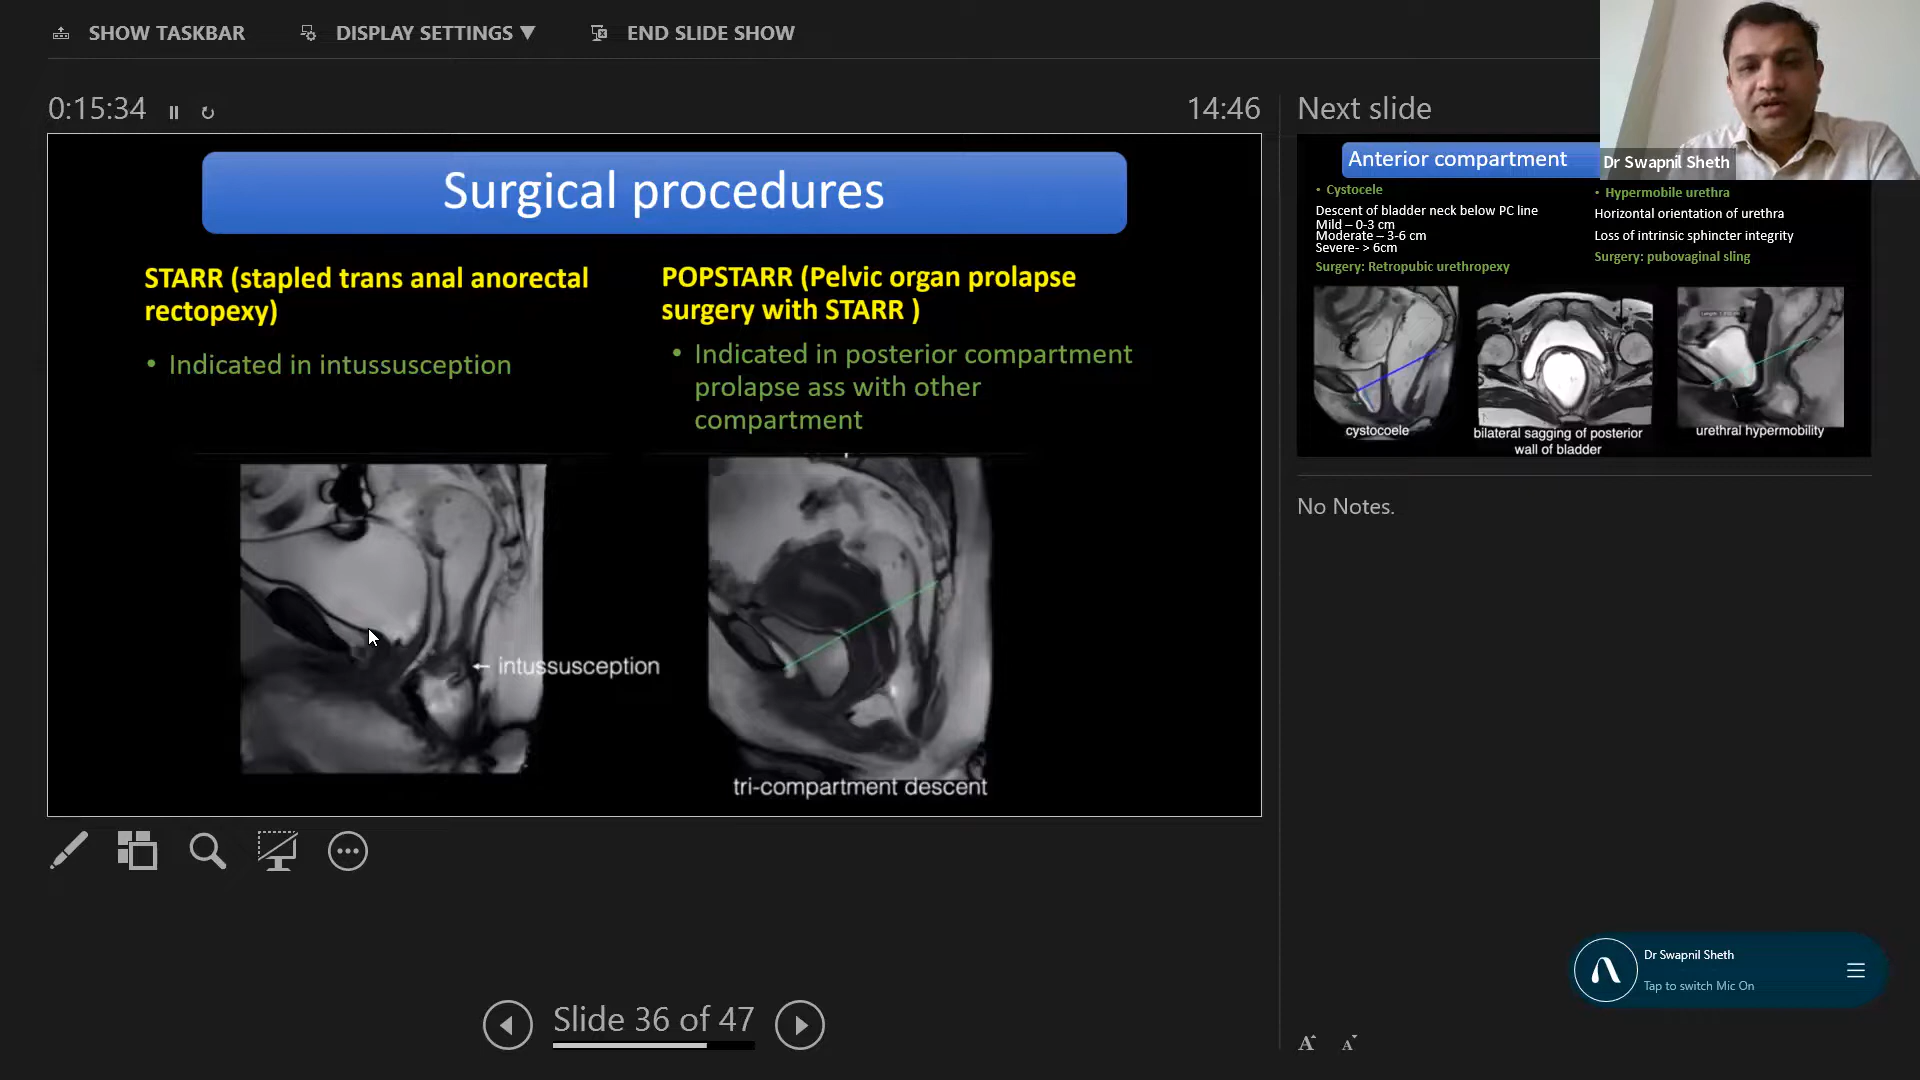 SHOW TASKBAR
DISPLAY SETTINGS ▼
END SLIDE SHOW
0:15:34
14:46
Surgical procedures
STARR (stapled trans anal anorectal
rectopexy)
• Indicated in intussusception
POPSTARR (Pelvic organ prolapse
surgery with STARR )
• Indicated in posterior compartment
prolapse ass with other
compartment
intussusception
tri-compartment descent
Slide 36 of 47
Next slide
Anterior compartment
• Cystocele
Descent of bladder neck below PC line
Mild – 0-3 cm
Moderate – 3-6 cm
Severe- > 6cm
Surgery: Retropubic urethropexy
• Hypermobile urethra
Horizontal orientation of urethra
Loss of intrinsic sphincter integrity
Surgery: pubovaginal sling
cystocoele
bilateral sagging of posterior
wall of bladder
urethral hypermobility
No Notes.
Dr Swapnil Sheth
Dr Swapnil Sheth
Tap to switch Mic On
A A